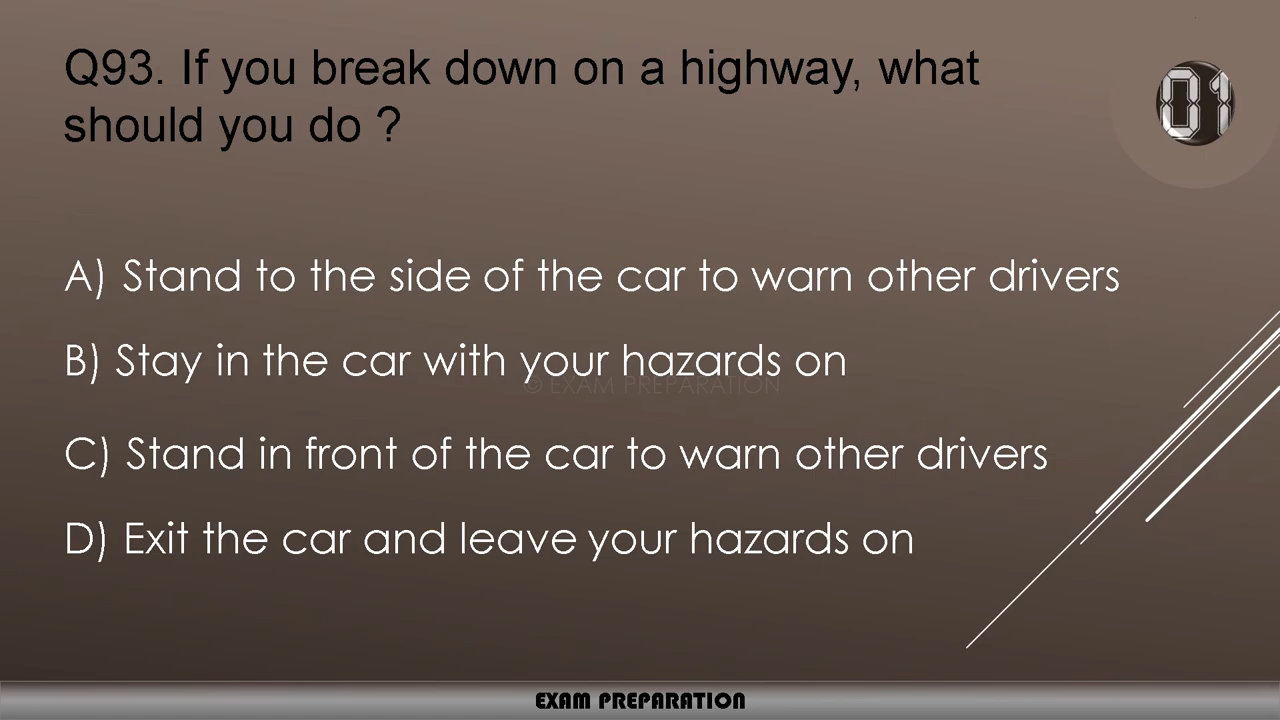 Q93. If you break down on a highway, what
should you do ?
01
A) Stand to the side of the car to warn other drivers
B) Stay in the car with your hazards on
© EXAM PREPARATION
C) Stand in front of the car to warn other drivers
D) Exit the car and leave your hazards on
EXAM PREPARATION